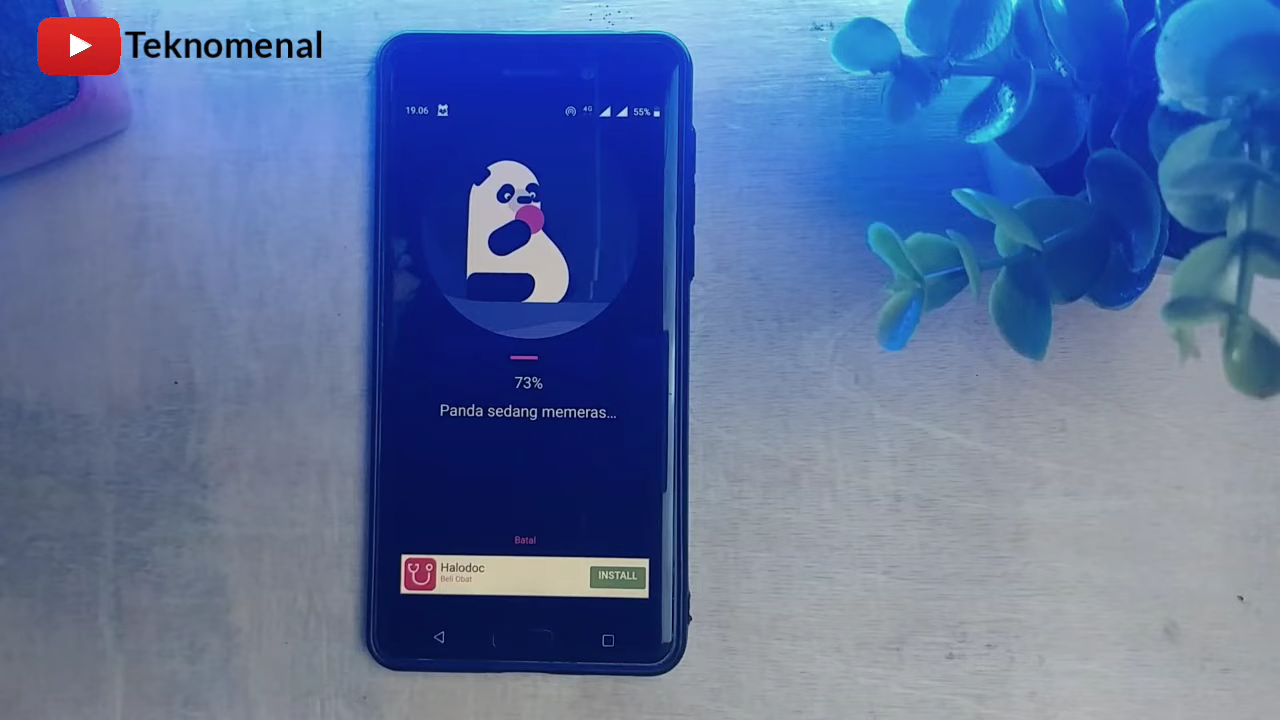 Teknomenal
19.06
4G
55%
73%
Panda sedang memeras...
Batal
Halodoc
Beli Obat
INSTALL